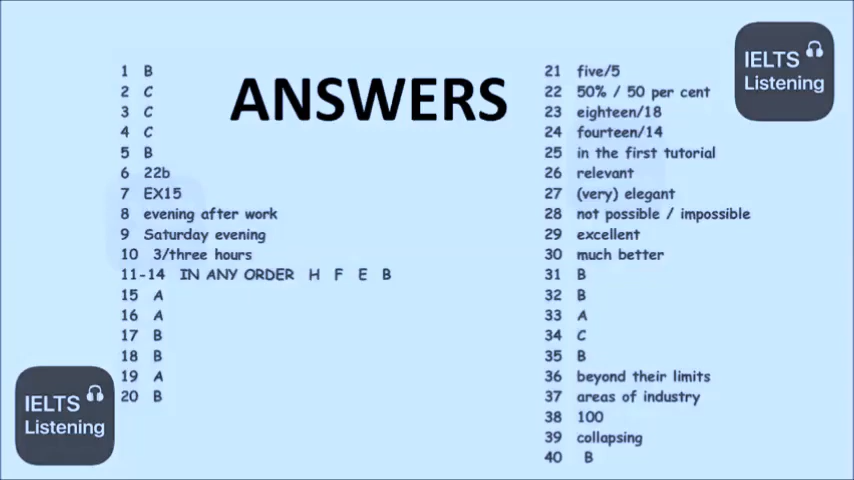 ANSWERS
IELTS
Listening
1 B
2 C
3 C
4 C
5 B
6 22b
7 EX15
8 evening after work
9 Saturday evening
10 3/three hours
11-14 IN ANY ORDER H F E B
15 A
16 A
17 B
18 B
19 A
20 B
21 five/5
22 50% / 50 per cent
23 eighteen/18
24 fourteen/14
25 in the first tutorial
26 relevant
27 (very) elegant
28 not possible / impossible
29 excellent
30 much better
31 B
32 B
33 A
34 C
35 B
36 beyond their limits
37 areas of industry
38 100
39 collapsing
40 B
IELTS
Listening